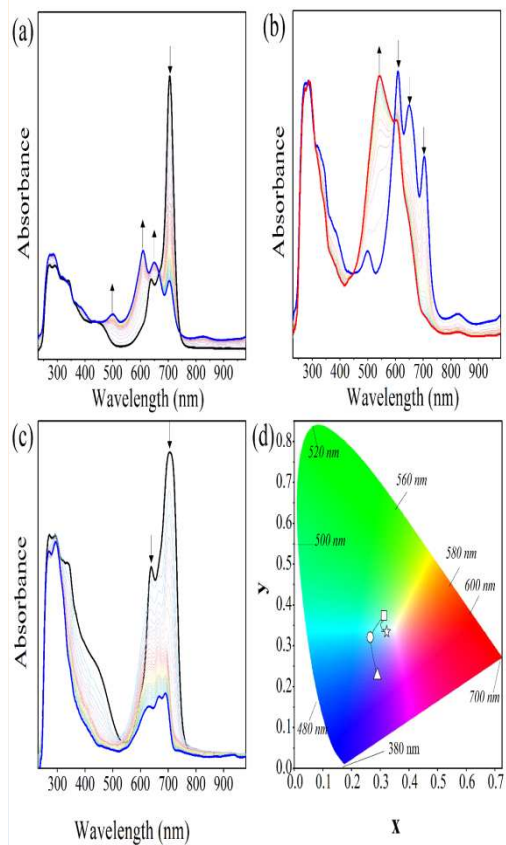 (a)
Absorbance
300 400 500 600 700 800 900
Wavelength (nm)
(b)
Absorbance
300 400 500 600 700 800 900
Wavelength (nm)
(c)
Absorbance
300 400 500 600 700 800 900
Wavelength (nm)
(d)
y
0.8
0.7
0.6
0.5
0.4
0.3
0.2
0.1
0.0
520 nm
560 nm
500 nm
580 nm
600 nm
700 nm
480 nm
380 nm
0.0 0.1 0.2 0.3 0.4 0.5 0.6 0.7
x